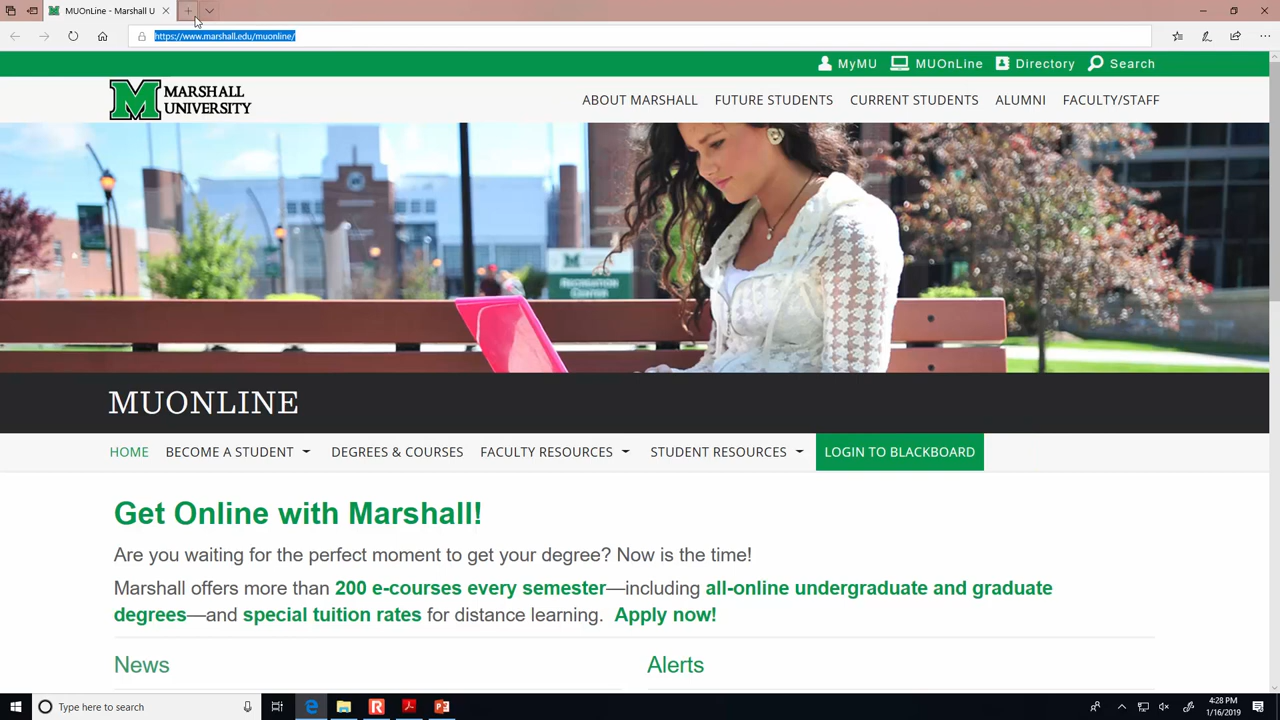 MUOnLine - Marshall U
https://www.marshall.edu/muonline/
MyMU MUOnLine Directory Search
M MARSHALL
UNIVERSITY
ABOUT MARSHALL FUTURE STUDENTS CURRENT STUDENTS ALUMNI FACULTY/STAFF
M
RECREATION
CENTER
MUONLINE
HOME BECOME A STUDENT DEGREES & COURSES FACULTY RESOURCES STUDENT RESOURCES LOGIN TO BLACKBOARD
Get Online with Marshall!
Are you waiting for the perfect moment to get your degree? Now is the time!
Marshall offers more than 200 e-courses every semester—including all-online undergraduate and graduate
degrees—and special tuition rates for distance learning. Apply now!
News Alerts
Type here to search
4:28 PM
1/16/2019